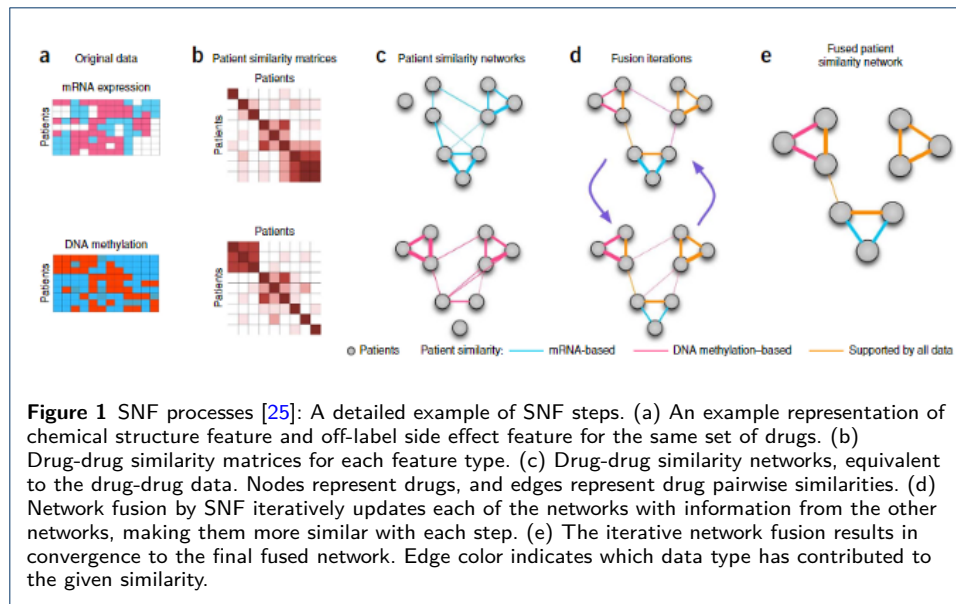 a Original data
mRNA expression
Patients
DNA methylation
Patients
b Patient similarity matrices
Patients
Patients
Patients
Patients
c Patient similarity networks
d Fusion iterations
e Fused patient
similarity network
Patients Patient similarity: mRNA-based DNA methylation–based Supported by all data
Figure 1 SNF processes [25]: A detailed example of SNF steps. (a) An example representation of
chemical structure feature and off-label side effect feature for the same set of drugs. (b)
Drug-drug similarity matrices for each feature type. (c) Drug-drug similarity networks, equivalent
to the drug-drug data. Nodes represent drugs, and edges represent drug pairwise similarities. (d)
Network fusion by SNF iteratively updates each of the networks with information from the other
networks, making them more similar with each step. (e) The iterative network fusion results in
convergence to the final fused network. Edge color indicates which data type has contributed to
the given similarity.